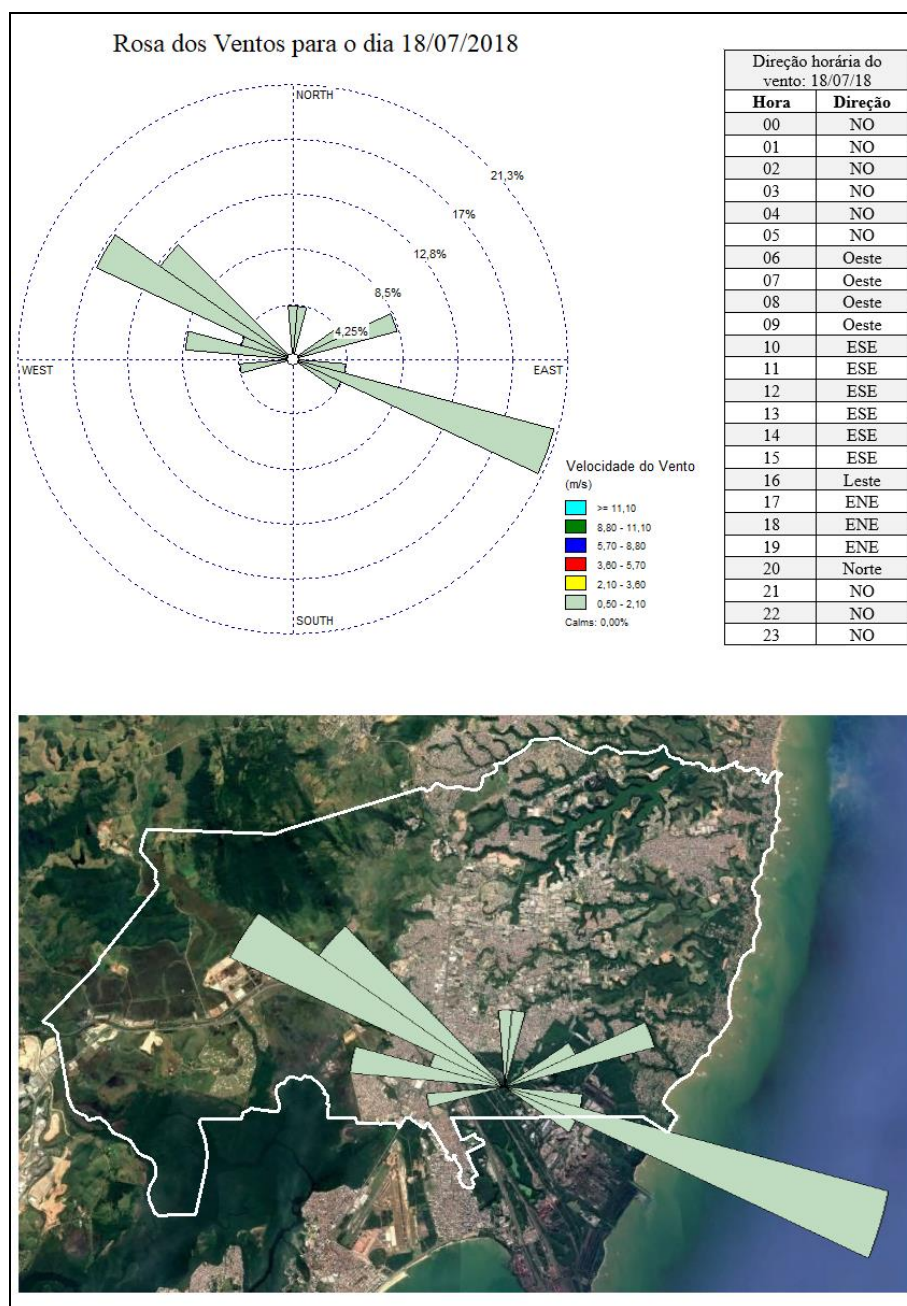 Rosa dos Ventos para o dia 18/07/2018
NORTH
21,3%
17%
12,8%
8,5%
4,25%
WEST
EAST
SOUTH
Velocidade do Vento
(m/s)
>= 11,10
8,80 - 11,10
5,70 - 8,80
3,60 - 5,70
2,10 - 3,60
0,50 - 2,10
Calms: 0,00%
Direção horária do
vento: 18/07/18
Hora Direção
00 NO
01 NO
02 NO
03 NO
04 NO
05 NO
06 Oeste
07 Oeste
08 Oeste
09 Oeste
10 ESE
11 ESE
12 ESE
13 ESE
14 ESE
15 ESE
16 Leste
17 ENE
18 ENE
19 ENE
20 Norte
21 NO
22 NO
23 NO